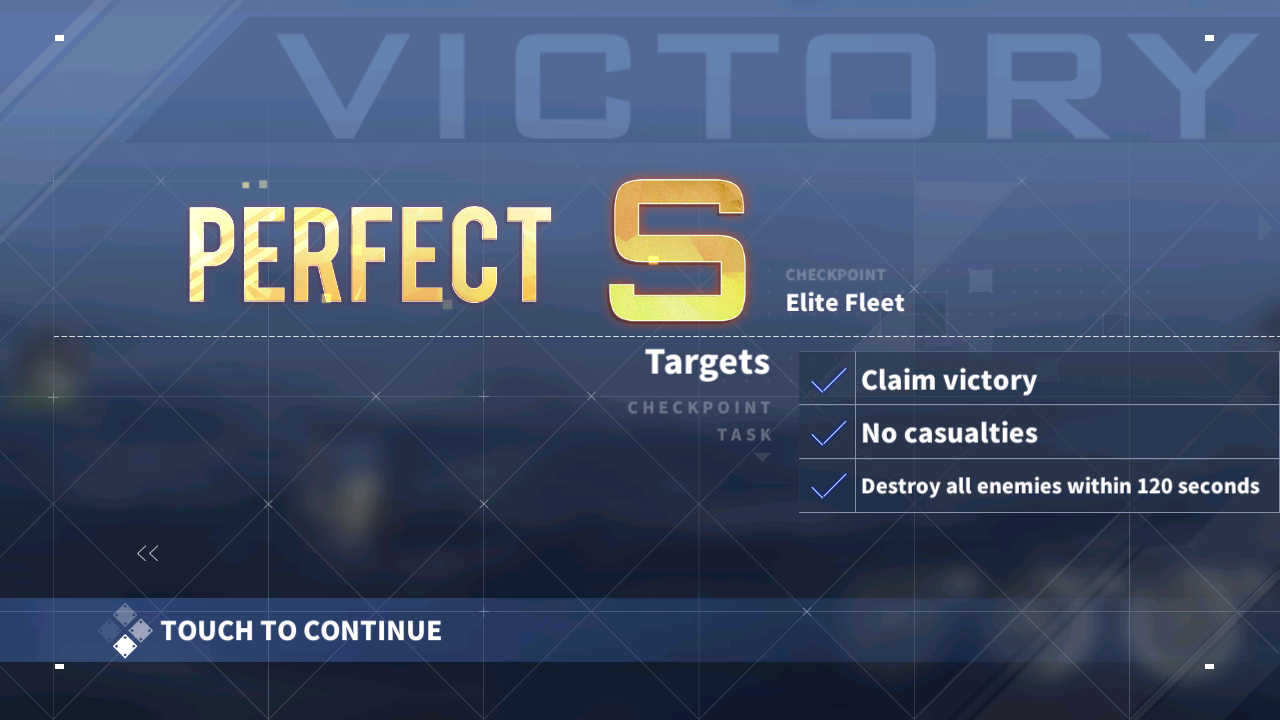 VICTORY
PERFECT S
CHECKPOINT
Elite Fleet
Targets
CHECKPOINT
TASK
Claim victory
No casualties
Destroy all enemies within 120 seconds
TOUCH TO CONTINUE